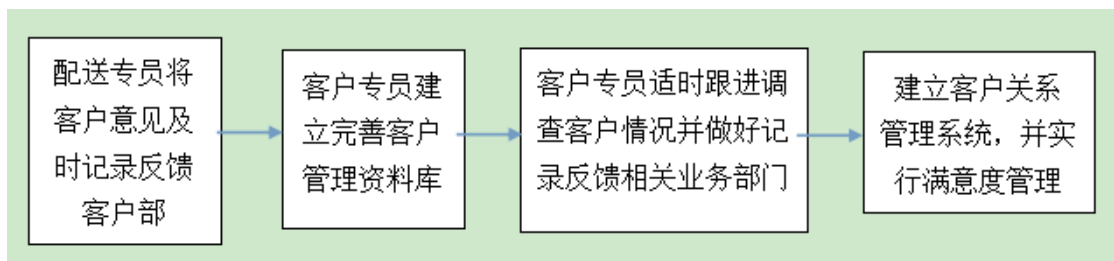 配送专员将
客户意见及
时记录反馈
客户部
客户专员建
立完善客户
管理资料库
客户专员适时跟进调
查客户情况并做好记
录反馈相关业务部门
建立客户关系
管理系统，并实
行满意度管理